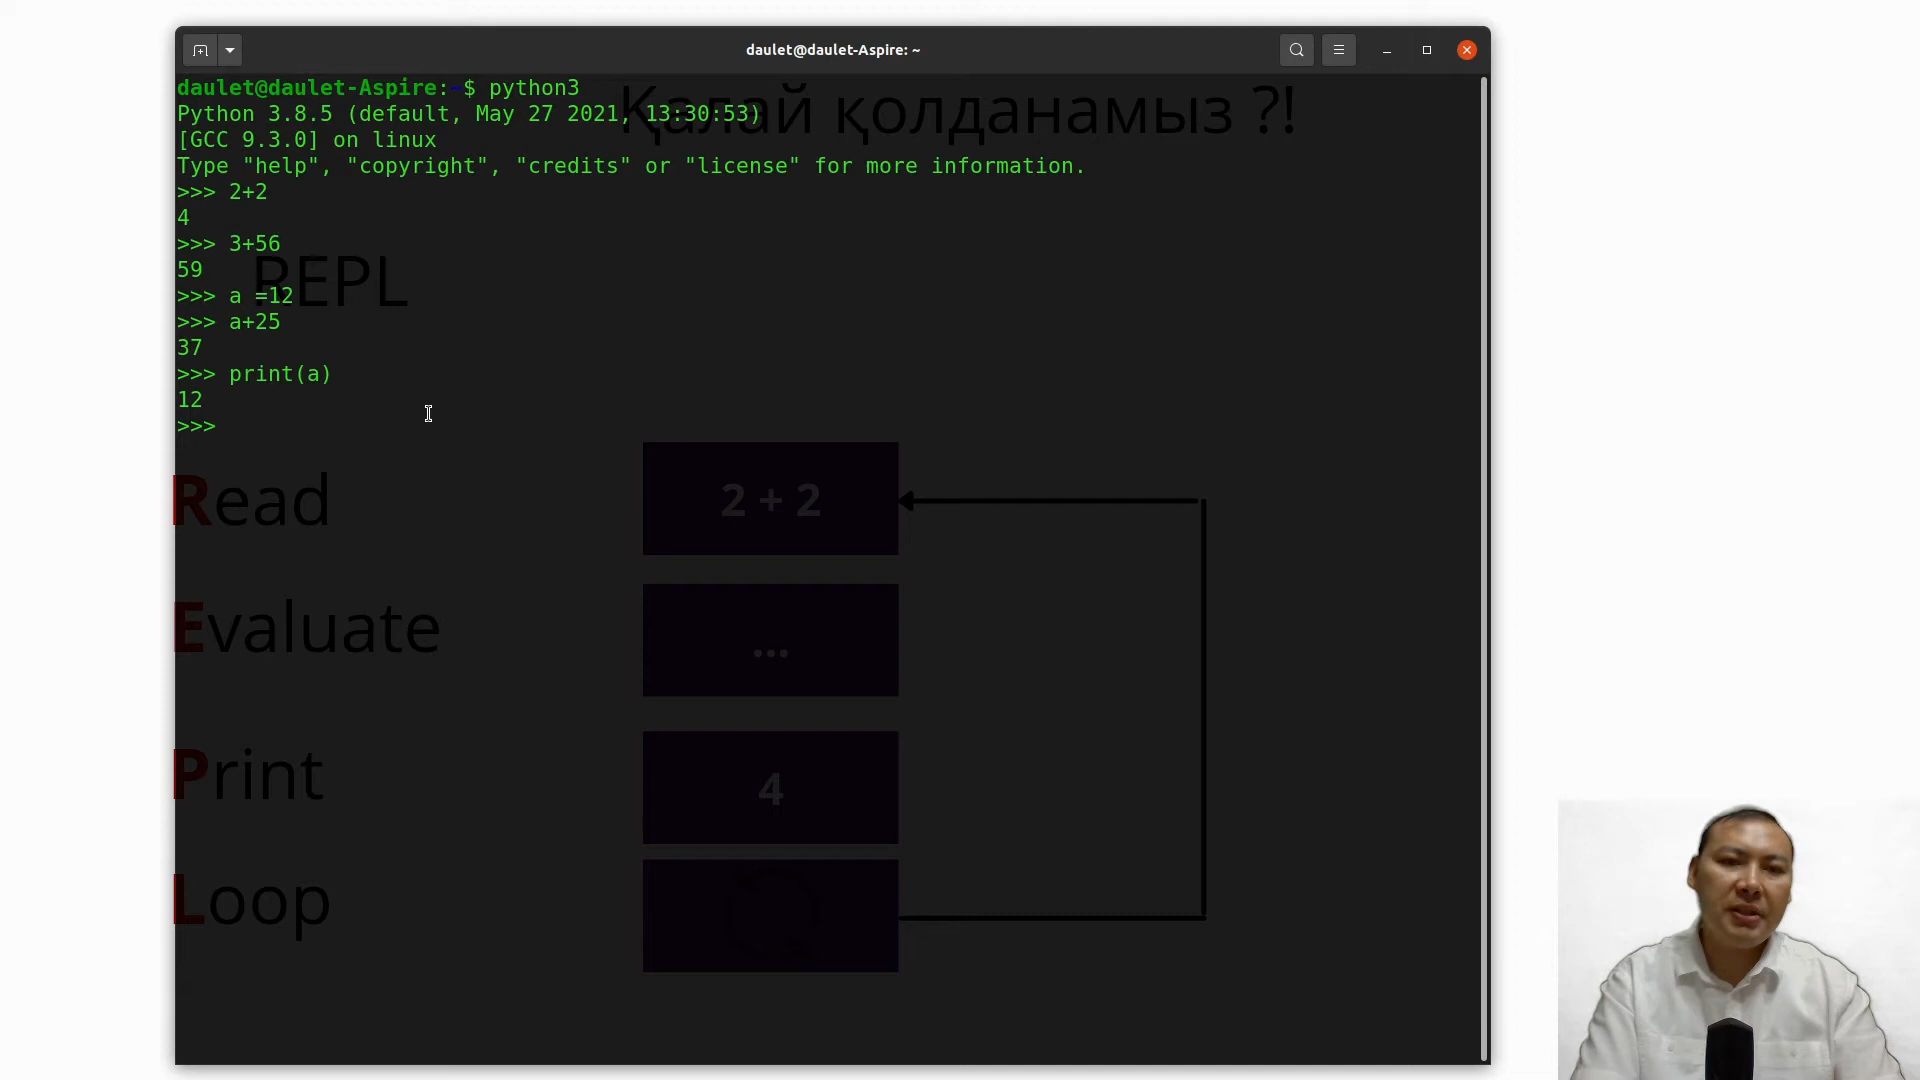 daulet@daulet-Aspire: ~
daulet@daulet-Aspire:~$ python3
Қалай қолданамыз ?!
Python 3.8.5 (default, May 27 2021, 13:30:53)
[GCC 9.3.0] on linux
Type "help", "copyright", "credits" or "license" for more information.
>>> 2+2
4
>>> 3+56
59
REPL
>>> a =12
>>> a+25
37
>>> print(a)
12
>>>
Read
2 + 2
Evaluate
...
Print
4
Loop